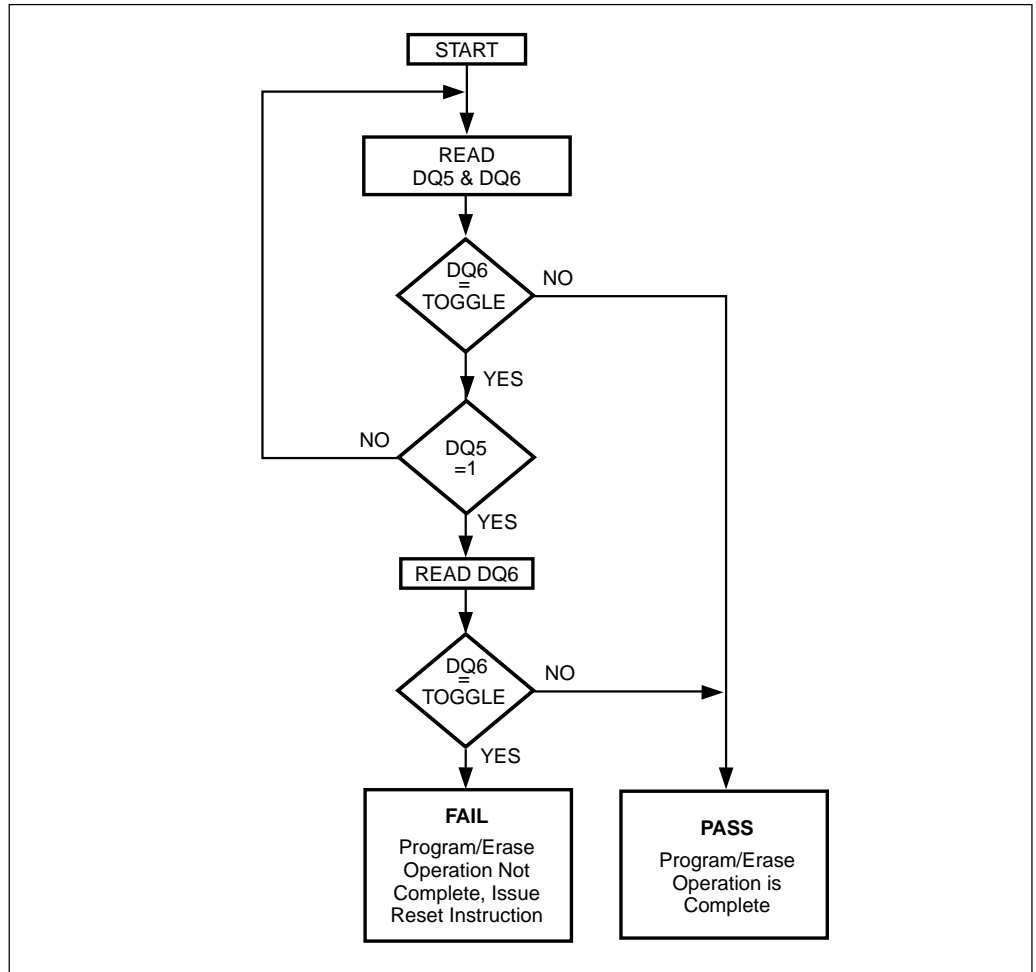 START
READ
DQ5 & DQ6
DQ6
=
TOGGLE
NO
YES
NO
DQ5
=1
YES
READ DQ6
DQ6
=
TOGGLE
NO
YES
FAIL
Program/Erase
Operation Not
Complete, Issue
Reset Instruction
PASS
Program/Erase
Operation is
Complete